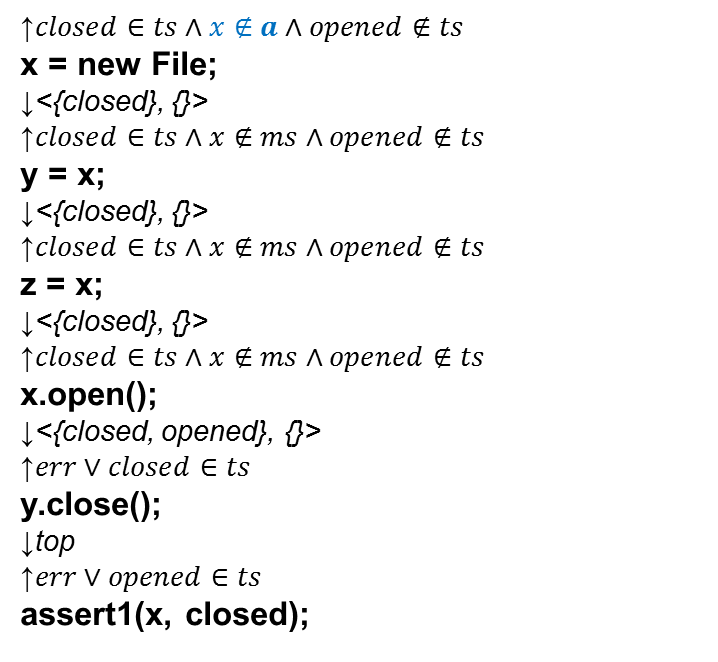 ↑closed ∈ ts ∧ x ∉ a ∧ opened ∉ ts
x = new File;
↓<{closed}, {}>
↑closed ∈ ts ∧ x ∉ ms ∧ opened ∉ ts
y = x;
↓<{closed}, {}>
↑closed ∈ ts ∧ x ∉ ms ∧ opened ∉ ts
z = x;
↓<{closed}, {}>
↑closed ∈ ts ∧ x ∉ ms ∧ opened ∉ ts
x.open();
↓<{closed, opened}, {}>
↑err ∨ closed ∈ ts
y.close();
↓top
↑err ∨ opened ∈ ts
assert1(x, closed);